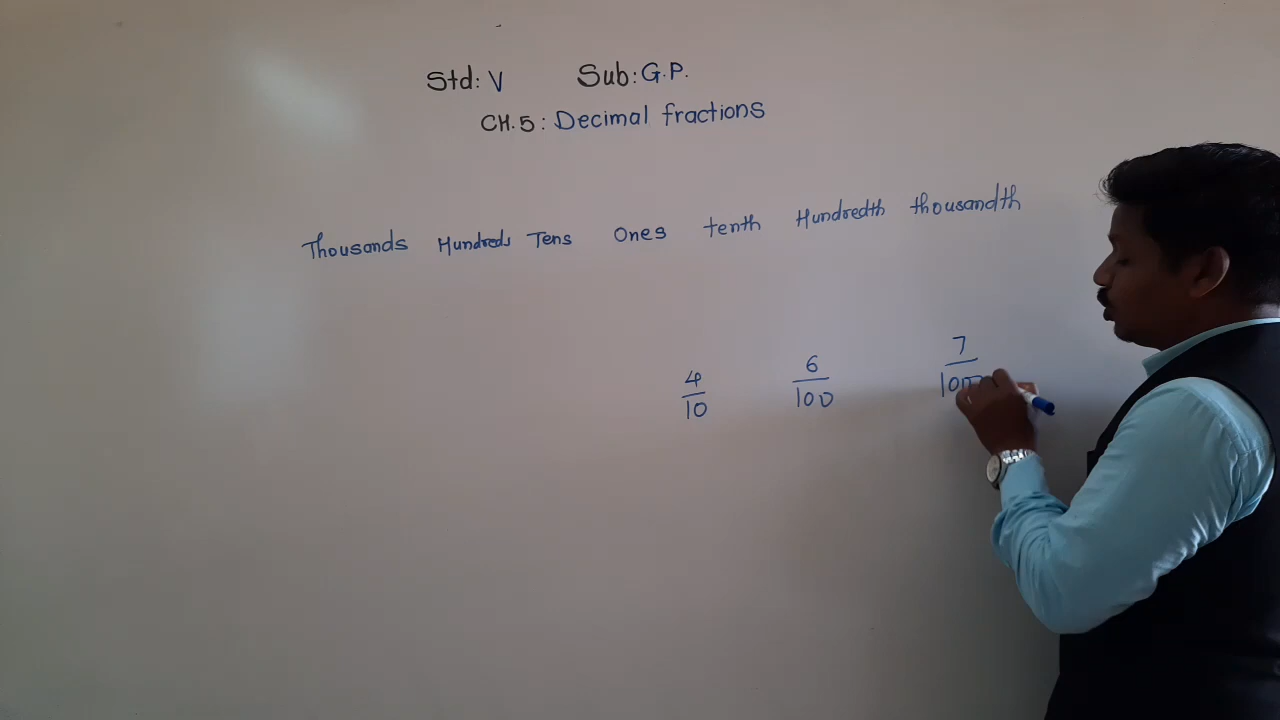 Std: V Sub: G.P.
CH.5: Decimal fractions
Thousands Hundreds Tens Ones tenth Hundredth thousandth
4 6 7
10 100